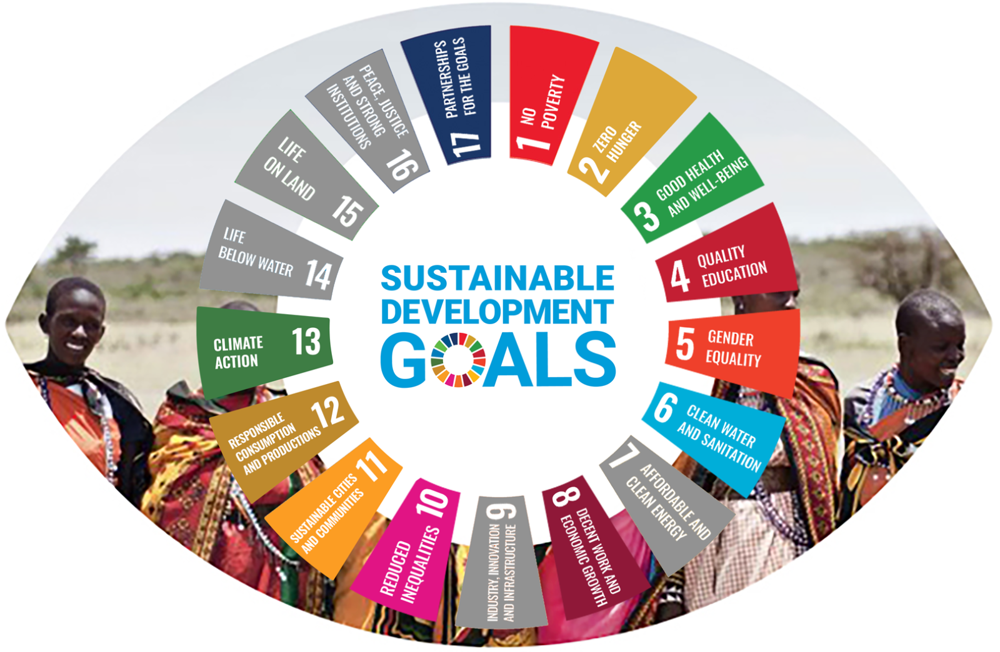 SUSTAINABLE
DEVELOPMENT
GOALS
1 NO
POVERTY
2 ZERO
HUNGER
3 GOOD HEALTH
AND WELL-BEING
4 QUALITY
EDUCATION
5 GENDER
EQUALITY
6 CLEAN WATER
AND SANITATION
7 AFFORDABLE AND
CLEAN ENERGY
8 DECENT WORK AND
ECONOMIC GROWTH
9 INDUSTRY, INNOVATION
AND INFRASTRUCTURE
10 REDUCED
INEQUALITIES
11 SUSTAINABLE CITIES
AND COMMUNITIES
12 RESPONSIBLE
CONSUMPTION
AND PRODUCTIONS
13 CLIMATE
ACTION
14 LIFE
BELOW WATER
15 LIFE
ON LAND
16 PEACE, JUSTICE
AND STRONG
INSTITUTIONS
17 PARTNERSHIPS
FOR THE GOALS